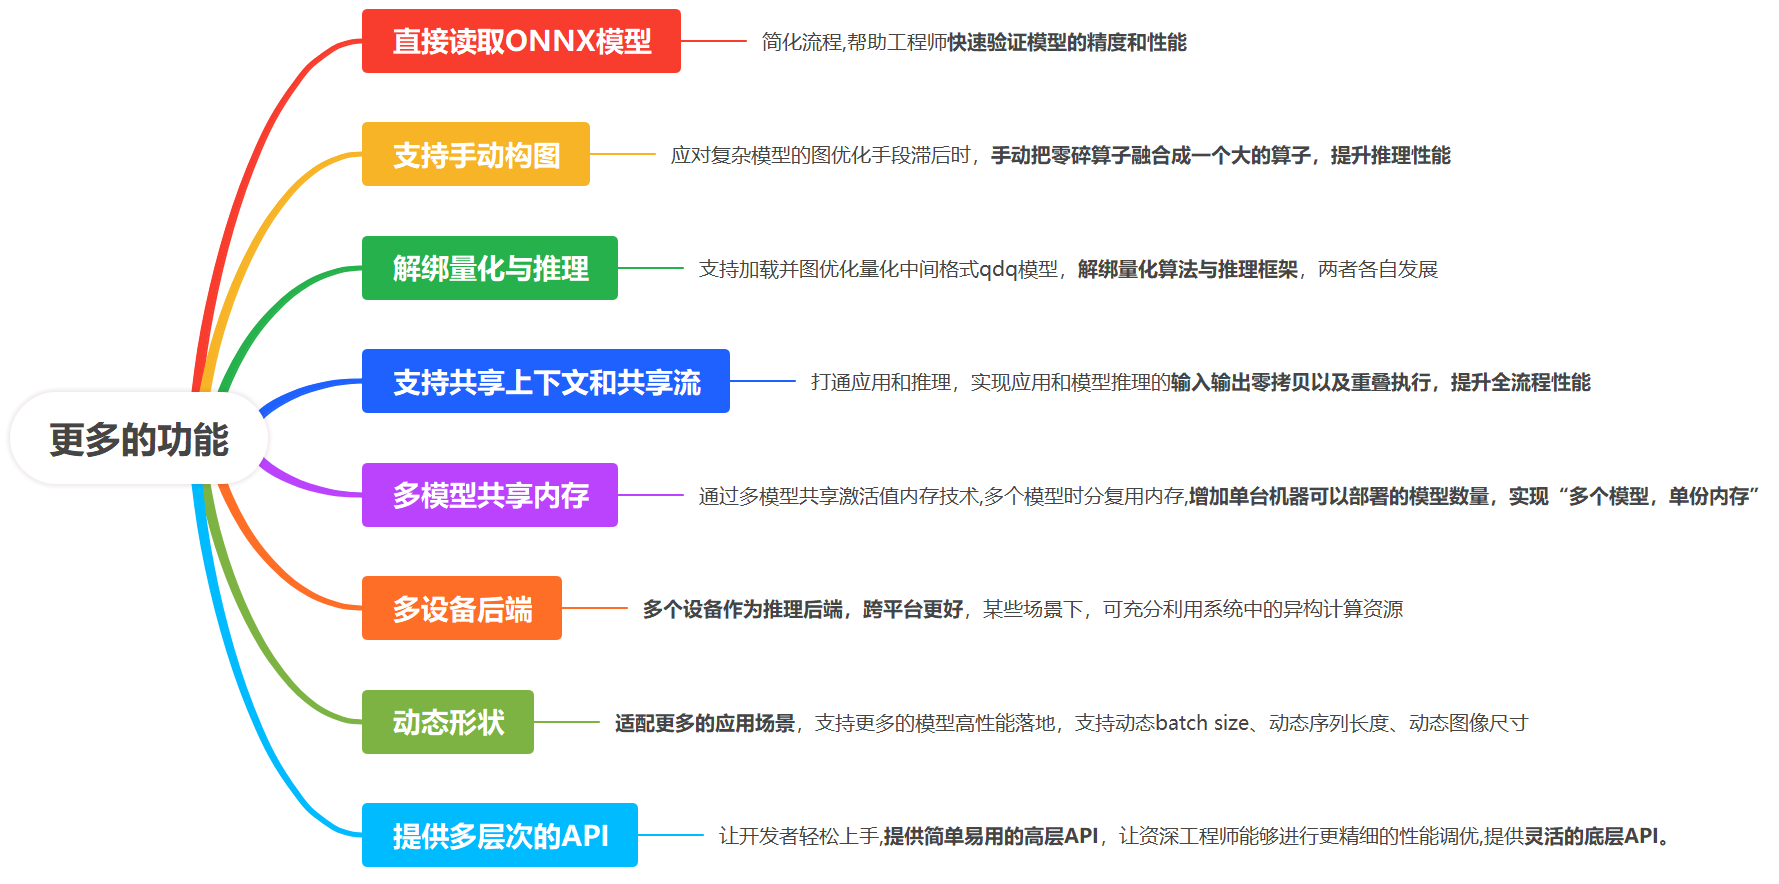 直接读取ONNX模型
简化流程,帮助工程师快速验证模型的精度和性能
支持手动构图
应对复杂模型的图优化手段滞后时，手动把零碎算子融合成一个大的算子，提升推理性能
解绑量化与推理
支持加载并图优化量化中间格式qdq模型，解绑量化算法与推理框架，两者各自发展
支持共享上下文和共享流
打通应用和推理，实现应用和模型推理的输入输出零拷贝以及重叠执行，提升全流程性能
更多的功能
多模型共享内存
通过多模型共享激活值内存技术,多个模型时分复用内存,增加单台机器可以部署的模型数量，实现“多个模型，单份内存”
多设备后端
多个设备作为推理后端，跨平台更好，某些场景下，可充分利用系统中的异构计算资源
动态形状
适配更多的应用场景，支持更多的模型高性能落地，支持动态batch size、动态序列长度、动态图像尺寸
提供多层次的API
让开发者轻松上手,提供简单易用的高层API，让资深工程师能够进行更精细的性能调优,提供灵活的底层API。